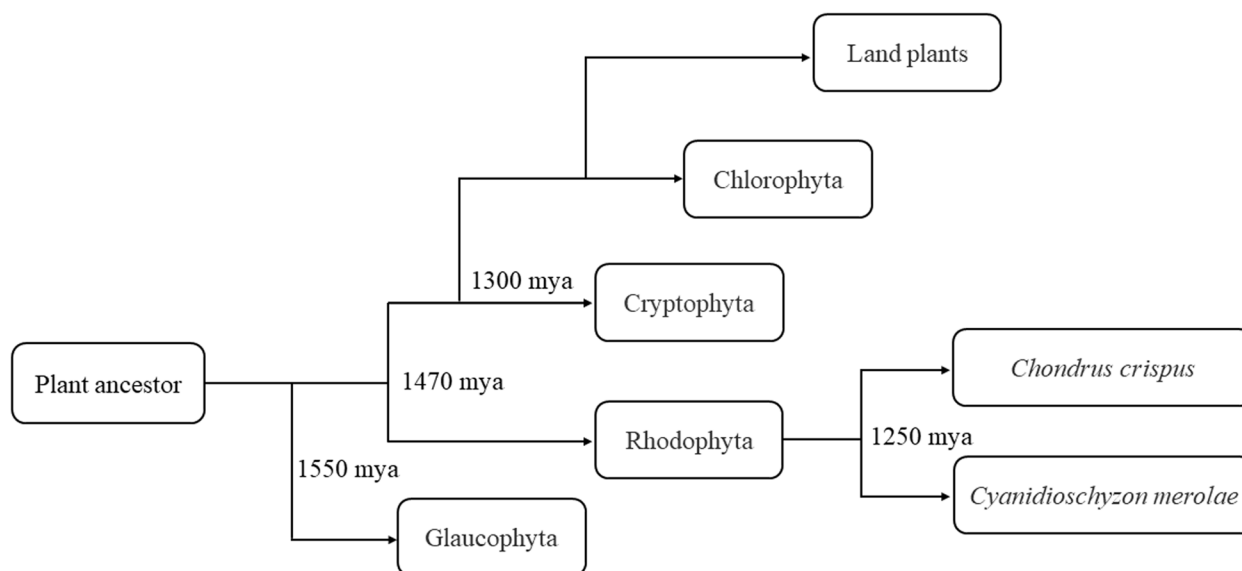 Land plants
Chlorophyta
1300 mya
Cryptophyta
Plant ancestor
1470 mya
Chondrus crispus
Rhodophyta
1250 mya
1550 mya
Cyanidioschyzon merolae
Glaucophyta